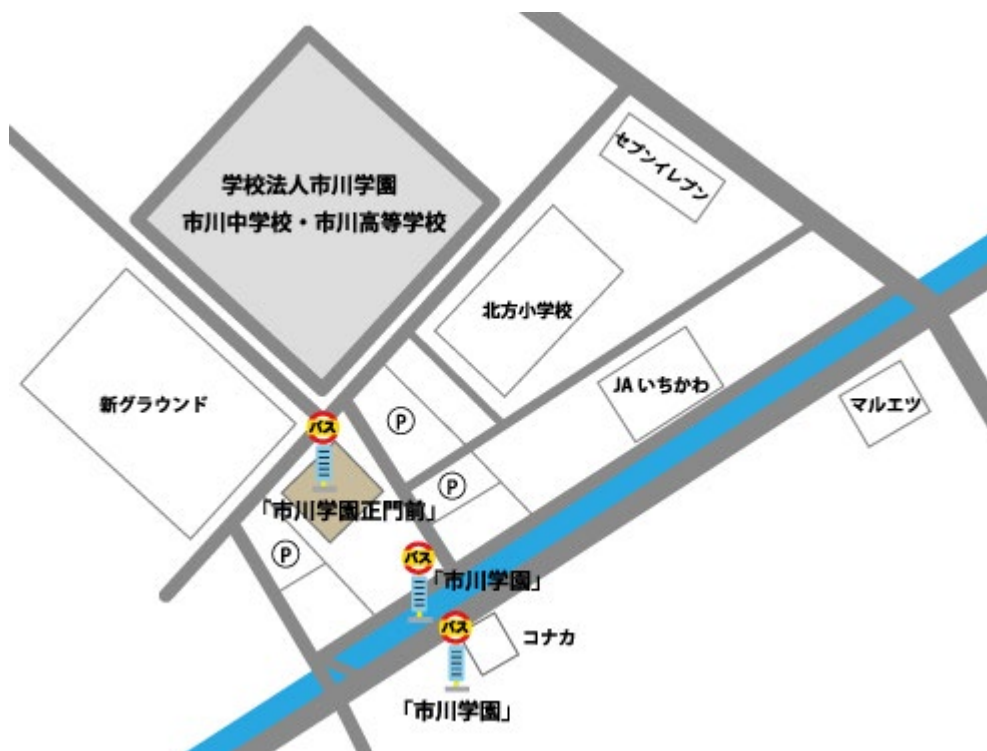 セブンイレブン
学校法人市川学園
市川中学校・市川高等学校
北方小学校
JAいちかわ
新グラウンド
マルエツ
P
バス
P
「市川学園正門前」
P
バス
「市川学園」
バス
コナカ
「市川学園」